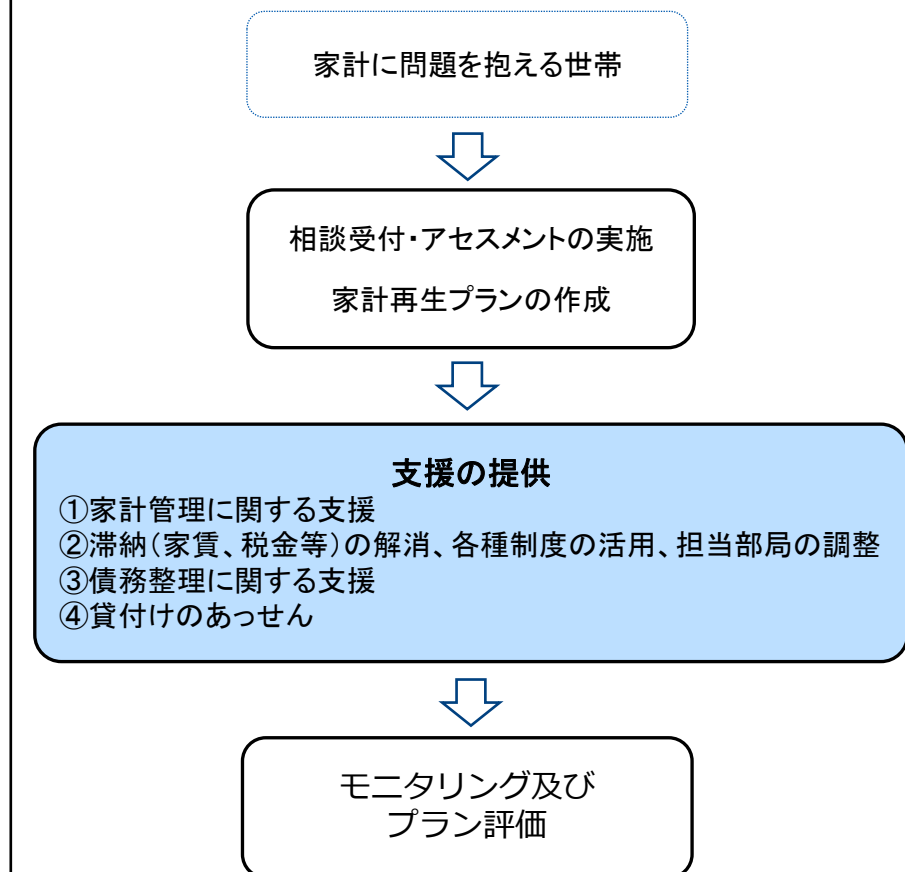 家計に問題を抱える世帯
相談受付・アセスメントの実施
家計再生プランの作成
支援の提供
①家計管理に関する支援
②滞納（家賃、税金等）の解消、各種制度の活用、担当部局の調整
③債務整理に関する支援
④貸付けのあっせん
モニタリング及び
プラン評価